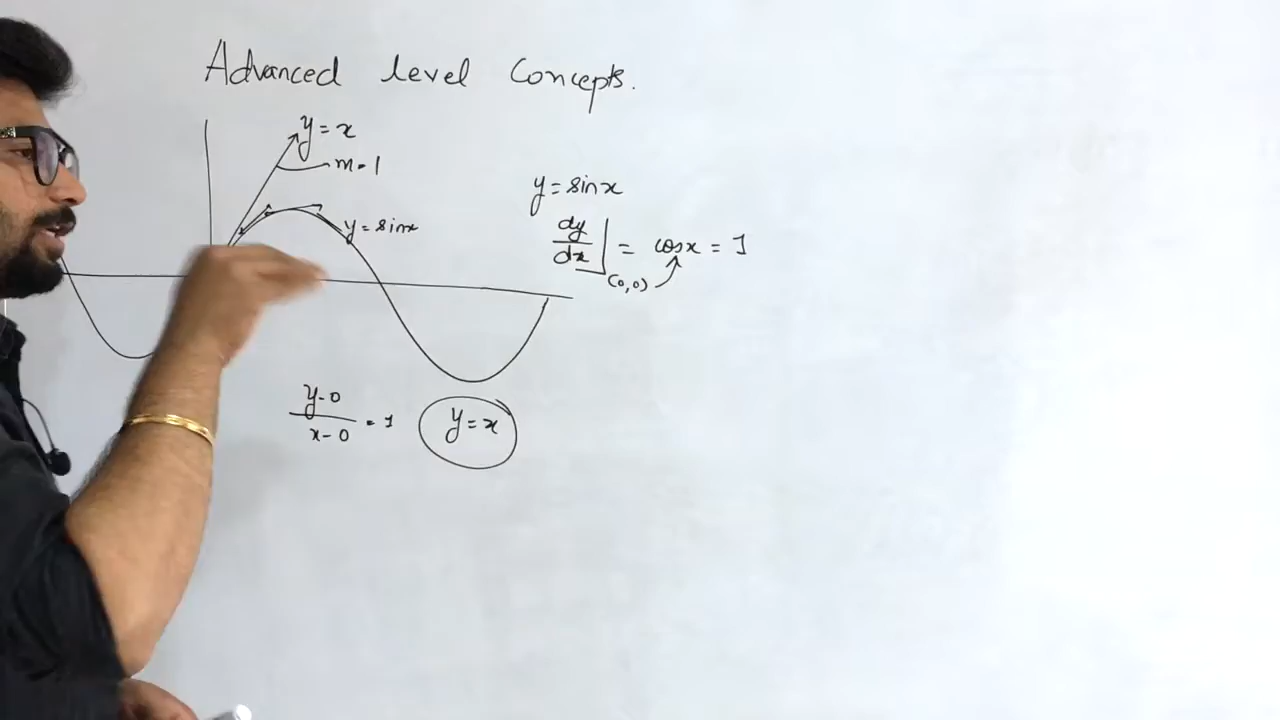 Advanced level Concepts.
y = x
m = 1
y = sinx
y = sinx
dy/dx |(0,0) = cosx = 1
y-0/x-0 = 1
y = x